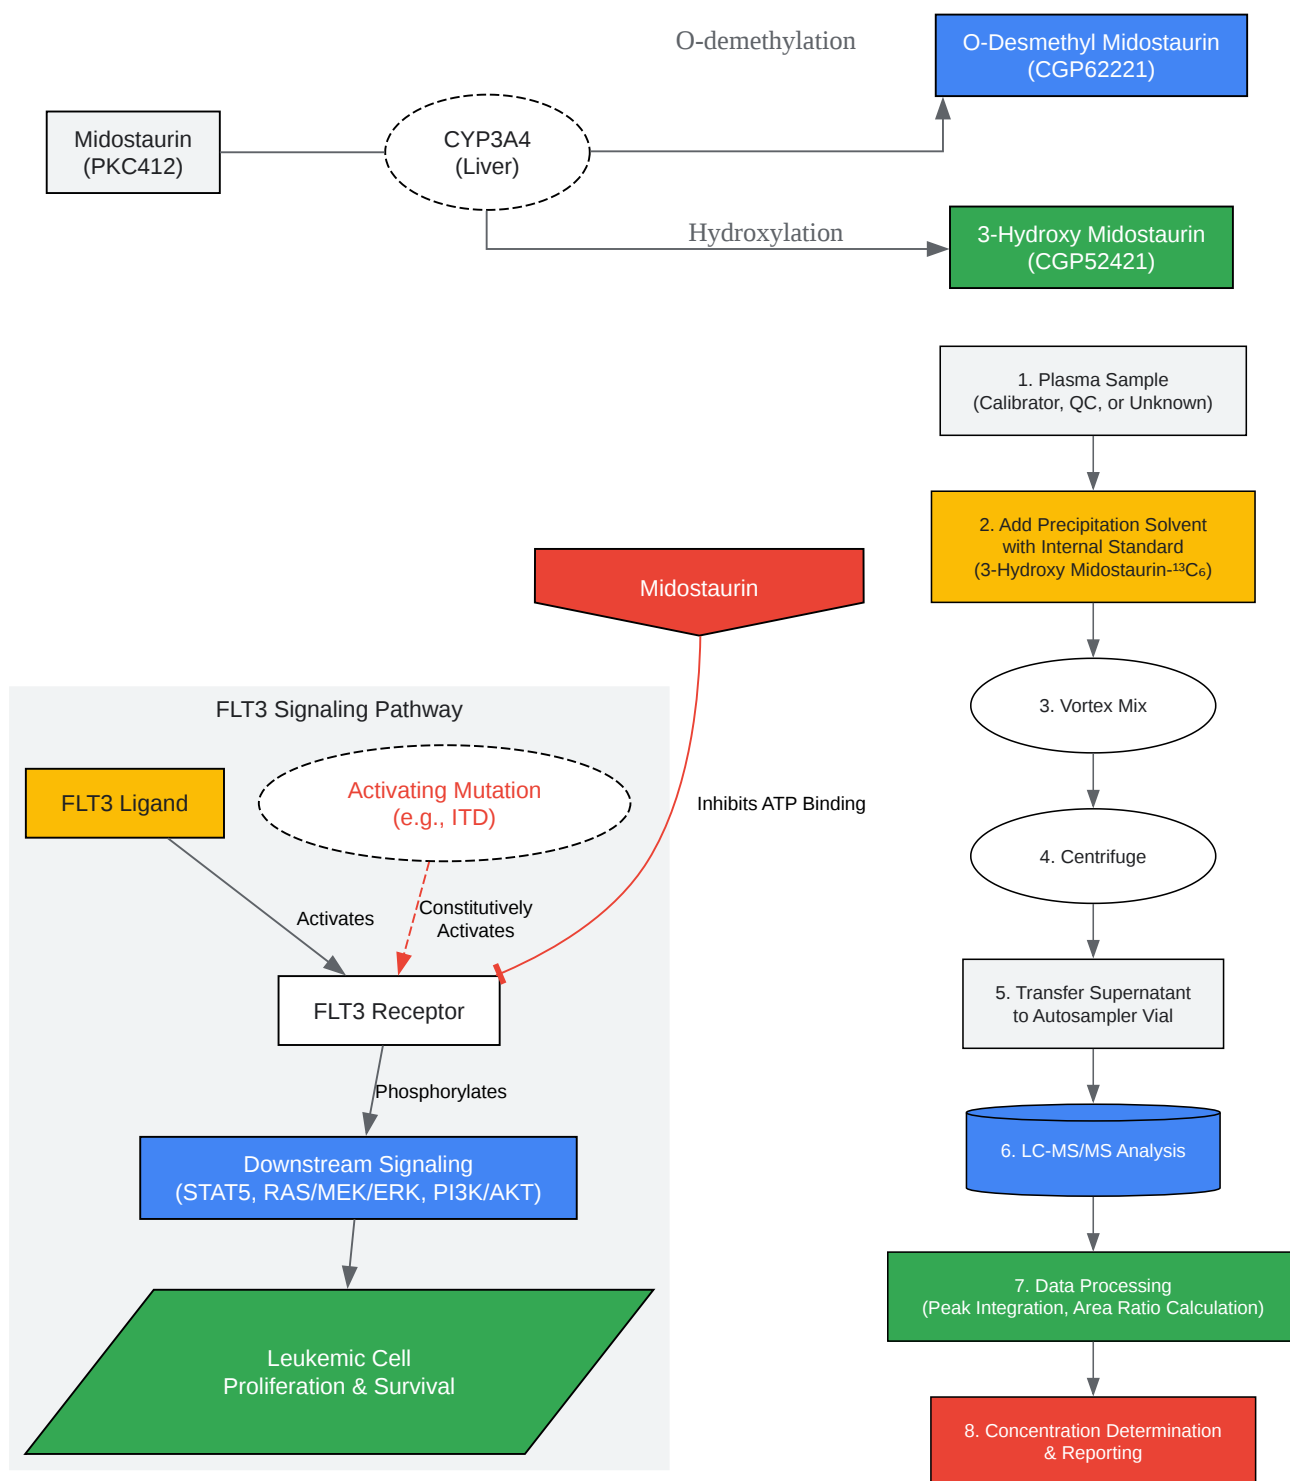 O-demethylation
O-Desmethyl Midostaurin
(CGP62221)
Midostaurin
(PKC412)
CYP3A4
(Liver)
Hydroxylation
3-Hydroxy Midostaurin
(CGP52421)
1. Plasma Sample
(Calibrator, QC, or Unknown)
2. Add Precipitation Solvent
with Internal Standard
(3-Hydroxy Midostaurin-¹³C₆)
3. Vortex Mix
4. Centrifuge
5. Transfer Supernatant
to Autosampler Vial
6. LC-MS/MS Analysis
7. Data Processing
(Peak Integration, Area Ratio Calculation)
8. Concentration Determination
& Reporting
Midostaurin
Inhibits ATP Binding
FLT3 Signaling Pathway
FLT3 Ligand
Activating Mutation
(e.g., ITD)
Activates
Constitutively
Activates
FLT3 Receptor
Phosphorylates
Downstream Signaling
(STAT5, RAS/MEK/ERK, PI3K/AKT)
Leukemic Cell
Proliferation & Survival